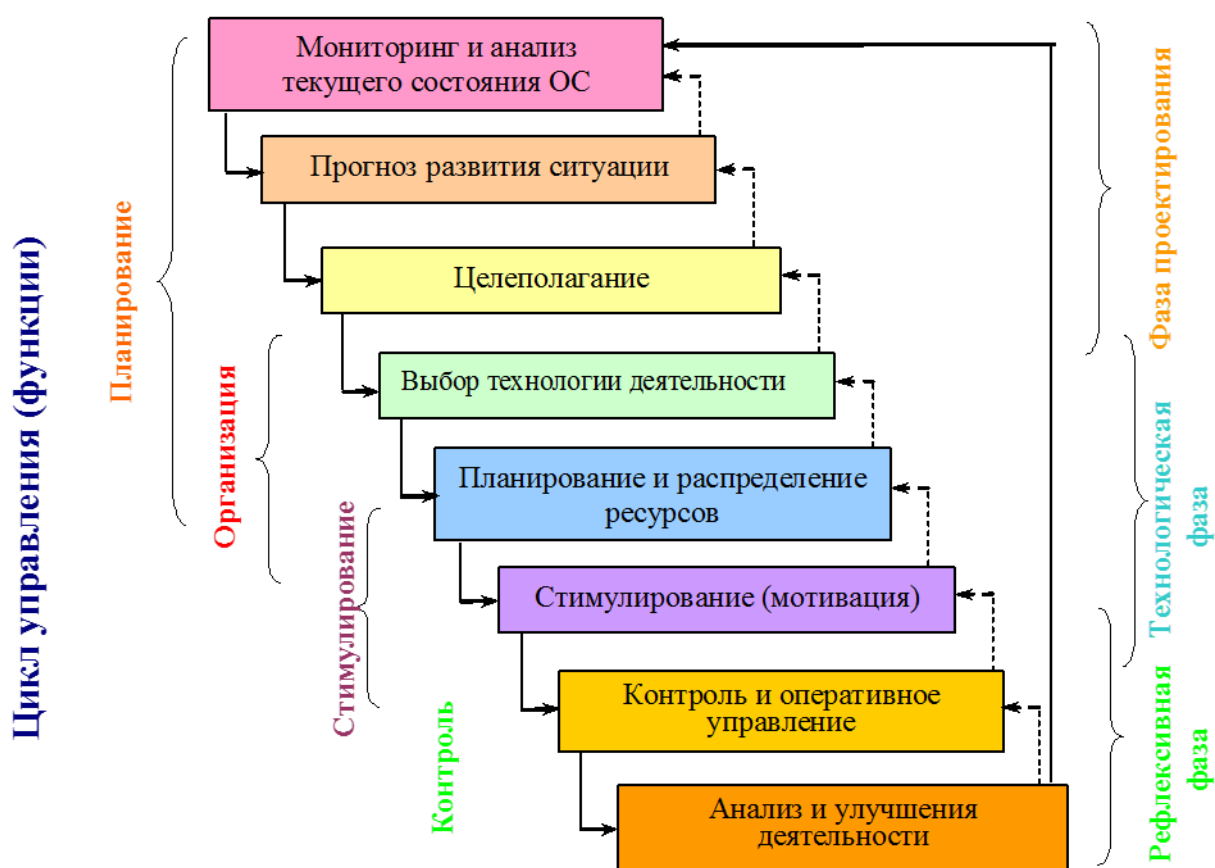 Цикл управления (функции)
Планирование
Организация
Стимулирование
Контроль
Мониторинг и анализ
текущего состояния ОС
Прогноз развития ситуации
Целеполагание
Выбор технологии деятельности
Планирование и распределение
ресурсов
Стимулирование (мотивация)
Контроль и оперативное
управление
Анализ и улучшения
деятельности
Фаза проектирования
Технологическая
фаза
Рефлексивная
фаза